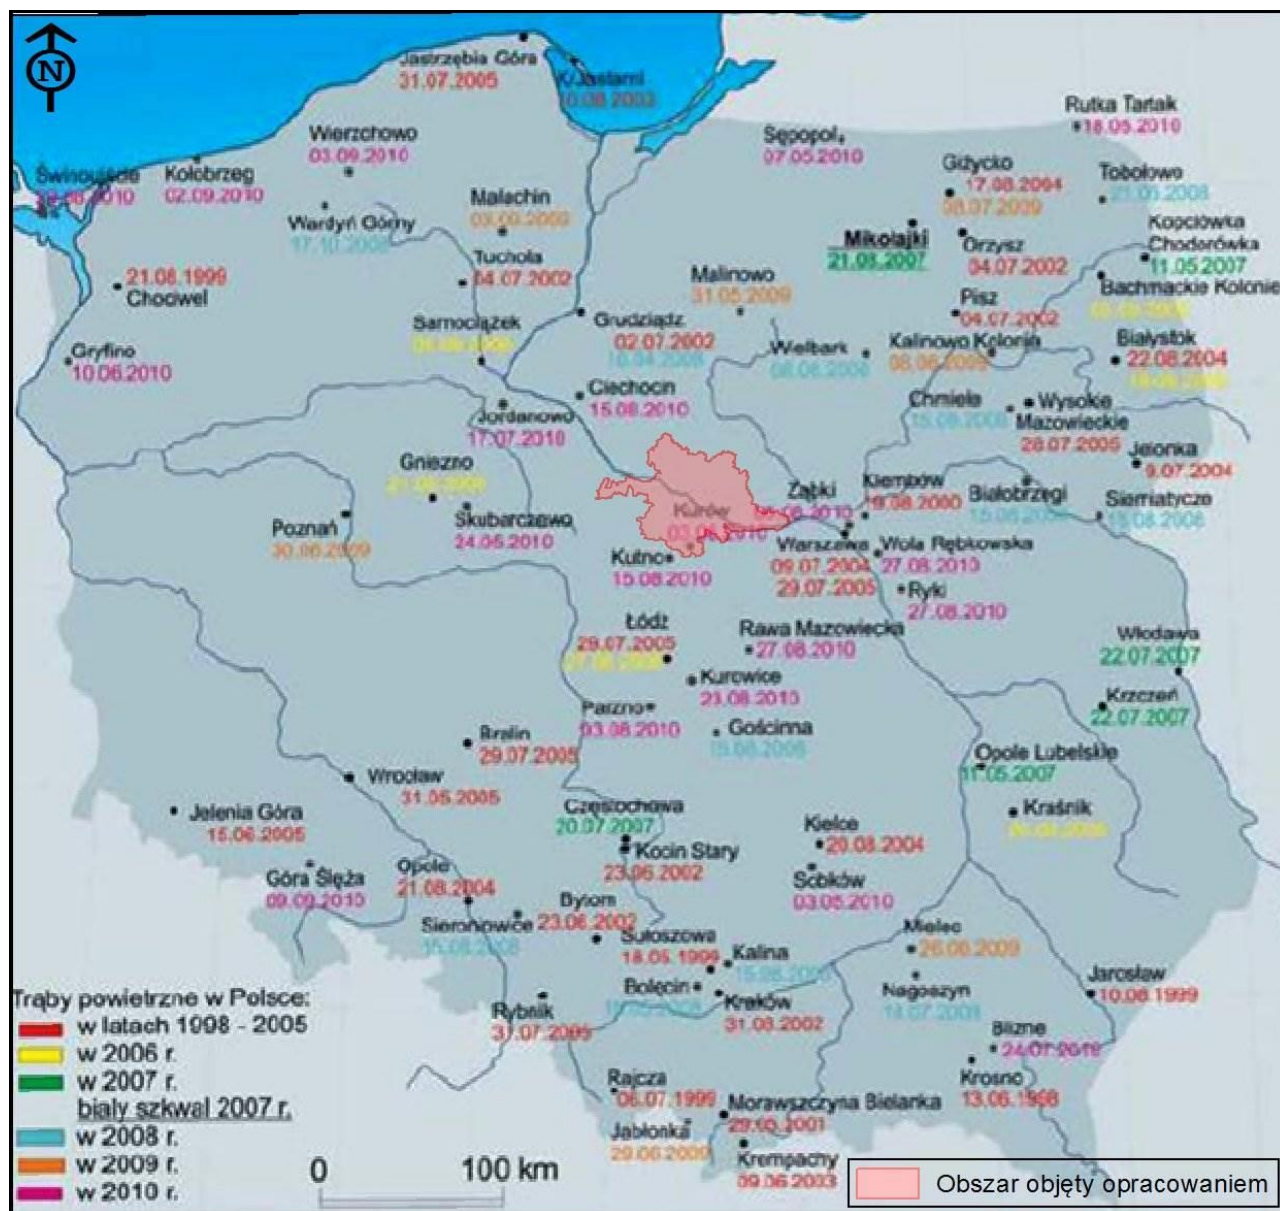 N
Jastrzębia Góra
31.07.2005
K/Jastarni
10.08.2003
Rutka Tartak
18.05.2010
Wierzchowo
03.09.2010
Sępopol
07.05.2010
Świnoujście
Kołobrzeg
02.09.2010
Giżycko
17.08.2004
08.07.2009
Tobołowo
Malachin
Wardyń Górny
17.10.2008
Kopciówka
Chodorówka
11.05.2007
Mikołajki
21.08.2007
Orzysz
04.07.2002
Tuchola
04.07.2002
21.08.1999
Chociwel
Malinowo
31.05.2009
Bachmackie Kolonie
Pisz
04.07.2002
Samociążek
Grudziądz
02.07.2002
Gryfino
10.06.2010
Wielbark
Kalinowo Kolonia
Białystok
22.08.2004
Ciechocin
15.08.2010
Chmiele
Wysokie
Mazowieckie
28.07.2005
Jordanowo
17.07.2010
Jelonka
9.07.2004
Gniezno
Ząbki
Klembów
Białobrzegi
Siemiatycze
Poznań
30.06.2009
Skubarczewo
24.05.2010
Kurów
Warszawa
09.07.2004
29.07.2005
Wola Rębkowska
27.08.2010
Kutno
15.08.2010
Ryki
27.08.2010
Łódź
29.07.2005
Rawa Mazowiecka
27.08.2010
Włodawa
22.07.2007
Kurowice
23.08.2010
Parzno
03.08.2010
Gościnna
Krzczeń
22.07.2007
Bralin
29.07.2005
Opole Lubelskie
11.05.2007
Wrocław
31.05.2005
Jelenia Góra
15.06.2005
Częstochowa
20.07.2007
Kraśnik
Kielce
20.08.2004
Kocin Stary
23.06.2002
Góra Ślęża
09.09.2010
Opole
21.08.2004
Sobków
03.05.2010
Bytom
23.06.2002
Sieroniowice
Sułoszowa
18.05.1999
Kalina
Mielec
26.06.2009
Bolęcin
Kraków
31.08.2002
Nagoszyn
Jarosław
10.08.1999
Rybnik
31.07.2005
Blizne
Krosno
13.06.1998
Rajcza
06.07.1999
Morawszczyna Bielanka
29.05.2001
Jabłonka
29.06.2009
Krempachy
09.06.2003
Trąby powietrzne w Polsce:
w latach 1998 - 2005
w 2006 r.
w 2007 r.
biały szkwał 2007 r.
w 2008 r.
w 2009 r.
w 2010 r.
0 100 km
Obszar objęty opracowaniem